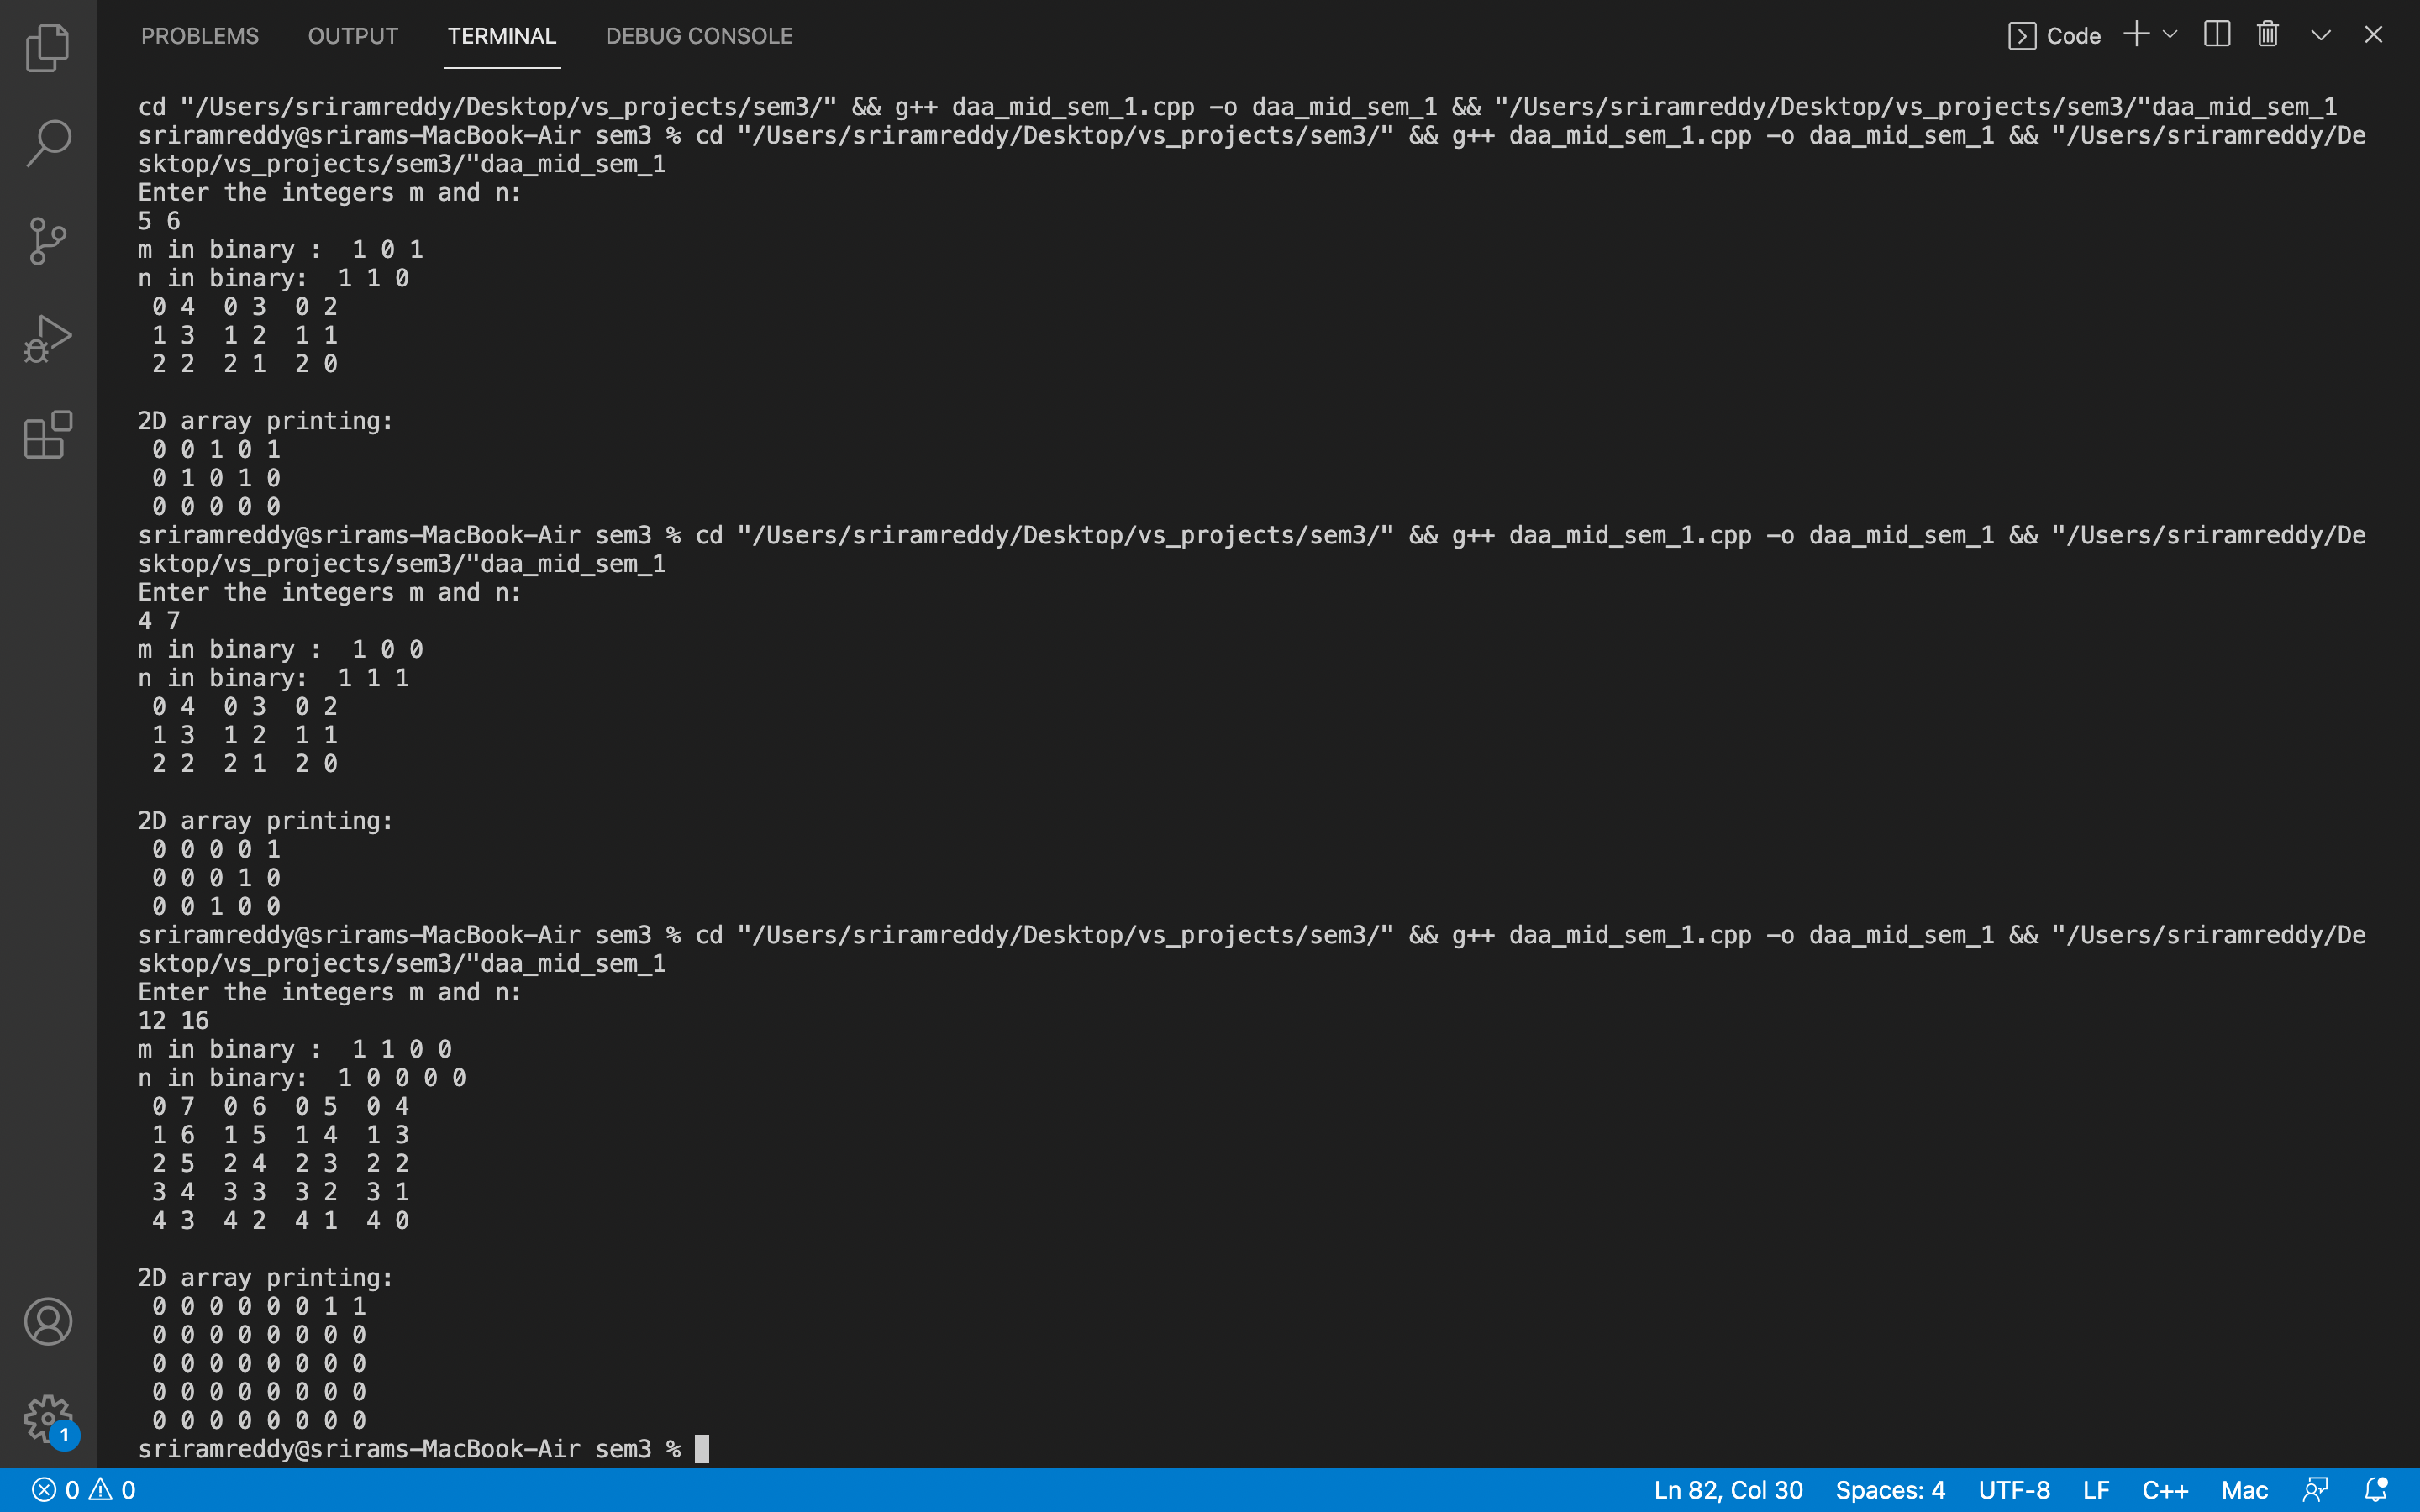 PROBLEMS OUTPUT TERMINAL DEBUG CONSOLE Code
cd "/Users/sriramreddy/Desktop/vs_projects/sem3/" && g++ daa_mid_sem_1.cpp -o daa_mid_sem_1 && "/Users/sriramreddy/Desktop/vs_projects/sem3/"daa_mid_sem_1
sriramreddy@srirams-MacBook-Air sem3 % cd "/Users/sriramreddy/Desktop/vs_projects/sem3/" && g++ daa_mid_sem_1.cpp -o daa_mid_sem_1 && "/Users/sriramreddy/De
sktop/vs_projects/sem3/"daa_mid_sem_1
Enter the integers m and n:
5 6
m in binary :  1 0 1
n in binary:  1 1 0
 0 4  0 3  0 2
 1 3  1 2  1 1
 2 2  2 1  2 0
2D array printing:
 0 0 1 0 1
 0 1 0 1 0
 0 0 0 0 0
sriramreddy@srirams-MacBook-Air sem3 % cd "/Users/sriramreddy/Desktop/vs_projects/sem3/" && g++ daa_mid_sem_1.cpp -o daa_mid_sem_1 && "/Users/sriramreddy/De
sktop/vs_projects/sem3/"daa_mid_sem_1
Enter the integers m and n:
4 7
m in binary :  1 0 0
n in binary:  1 1 1
 0 4  0 3  0 2
 1 3  1 2  1 1
 2 2  2 1  2 0
2D array printing:
 0 0 0 0 1
 0 0 0 1 0
 0 0 1 0 0
sriramreddy@srirams-MacBook-Air sem3 % cd "/Users/sriramreddy/Desktop/vs_projects/sem3/" && g++ daa_mid_sem_1.cpp -o daa_mid_sem_1 && "/Users/sriramreddy/De
sktop/vs_projects/sem3/"daa_mid_sem_1
Enter the integers m and n:
12 16
m in binary :  1 1 0 0
n in binary:  1 0 0 0 0
 0 7  0 6  0 5  0 4
 1 6  1 5  1 4  1 3
 2 5  2 4  2 3  2 2
 3 4  3 3  3 2  3 1
 4 3  4 2  4 1  4 0
2D array printing:
 0 0 0 0 0 0 1 1
 0 0 0 0 0 0 0 0
 0 0 0 0 0 0 0 0
 0 0 0 0 0 0 0 0
 0 0 0 0 0 0 0 0
sriramreddy@srirams-MacBook-Air sem3 %
1
0 0 Ln 82, Col 30 Spaces: 4 UTF-8 LF C++ Mac